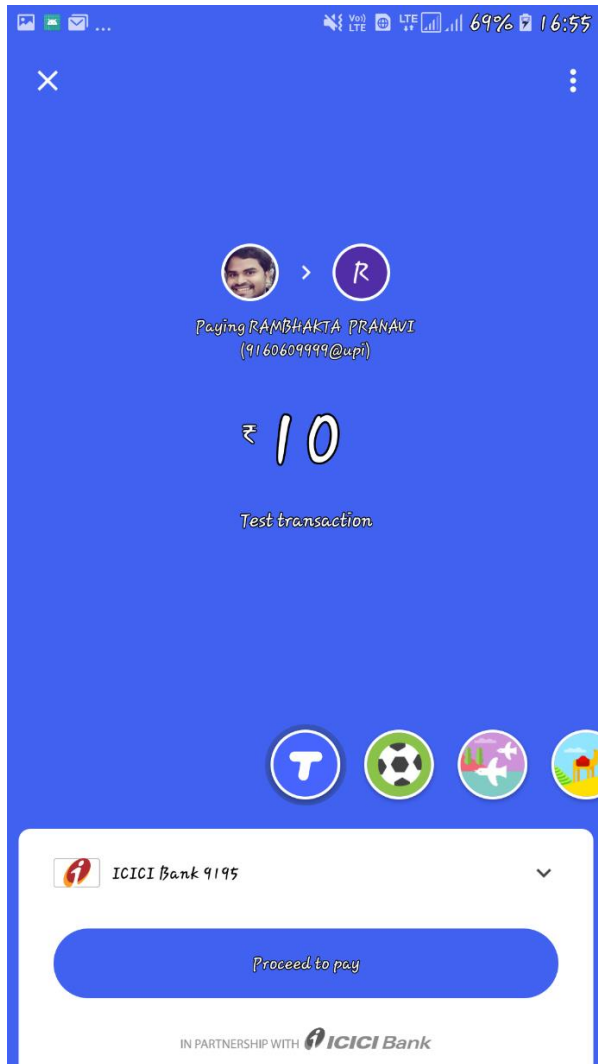 ... Vo)) LTE LTE 69% 16:55
R
Paying RAMBHAKTA PRANAVI
(9160609999@upi)
₹10
Test transaction
T
ICICI Bank 9195
Proceed to pay
IN PARTNERSHIP WITH ICICI Bank